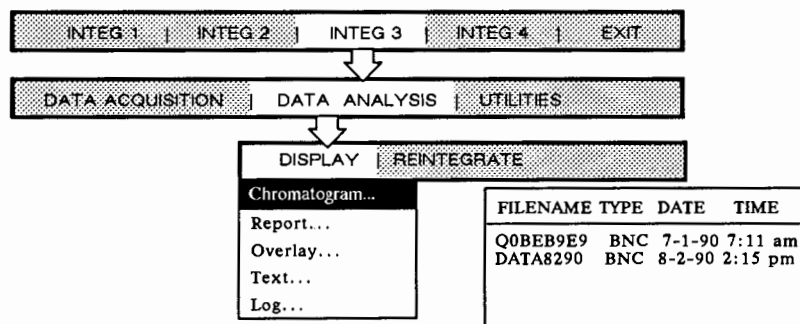 INTEG 1 | INTEG 2 | INTEG 3 | INTEG 4 | EXIT
DATA ACQUISITION | DATA ANALYSIS | UTILITIES
DISPLAY | REINTEGRATE
Chromatogram...
Report...
Overlay...
Text...
Log...
FILENAME TYPE DATE TIME
Q0BEB9E9 BNC 7-1-90 7:11 am
DATA8290 BNC 8-2-90 2:15 pm